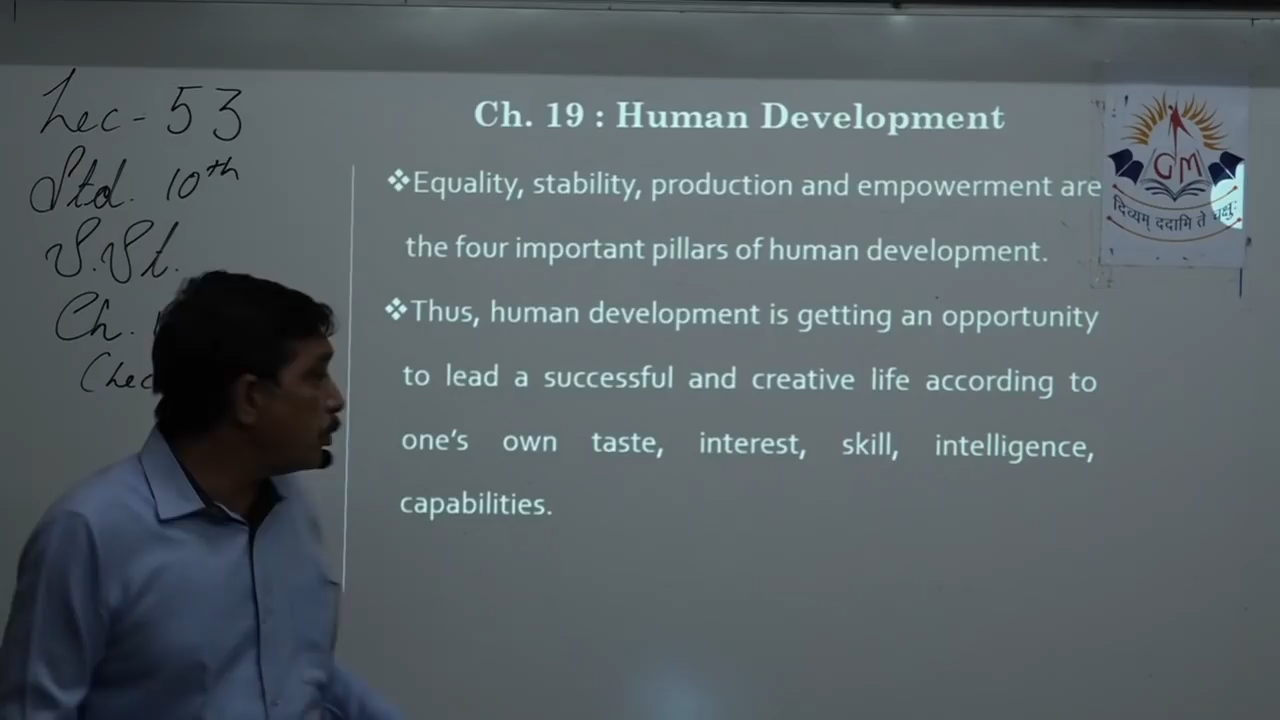 Lec - 53
Std. 10th
S.St.
Ch.
(Lec
Ch. 19 : Human Development
❖Equality, stability, production and empowerment are
the four important pillars of human development.
❖Thus, human development is getting an opportunity
to lead a successful and creative life according to
one's own taste, interest, skill, intelligence,
capabilities.
GM
दिव्यम् ददामि ते चक्षुः